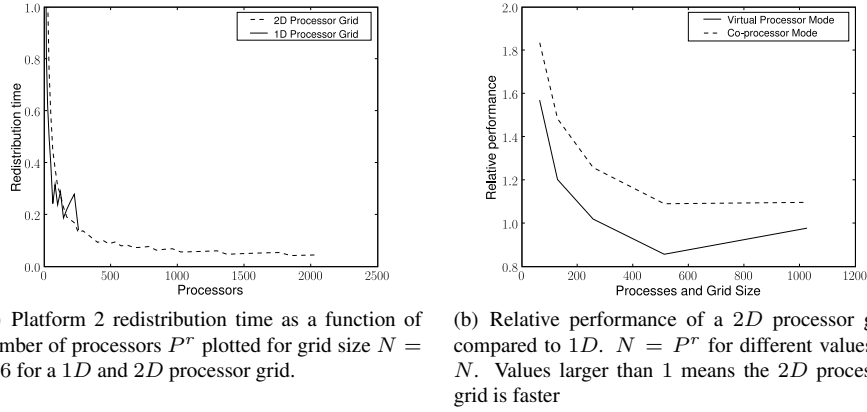 1.0
0.8
0.6
0.4
0.2
0.0
Redistribution time
2D Processor Grid
1D Processor Grid
0 500 1000 1500 2000 2500
Processors
Platform 2 redistribution time as a function of
number of processors P^r plotted for grid size N =
6 for a 1D and 2D processor grid.
2.0
1.8
1.6
1.4
1.2
1.0
0.8
Relative performance
Virtual Processor Mode
Co-processor Mode
0 200 400 600 800 1000 1200
Processes and Grid Size
(b) Relative performance of a 2D processor
compared to 1D. N = P^r for different values
N. Values larger than 1 means the 2D
grid is faster